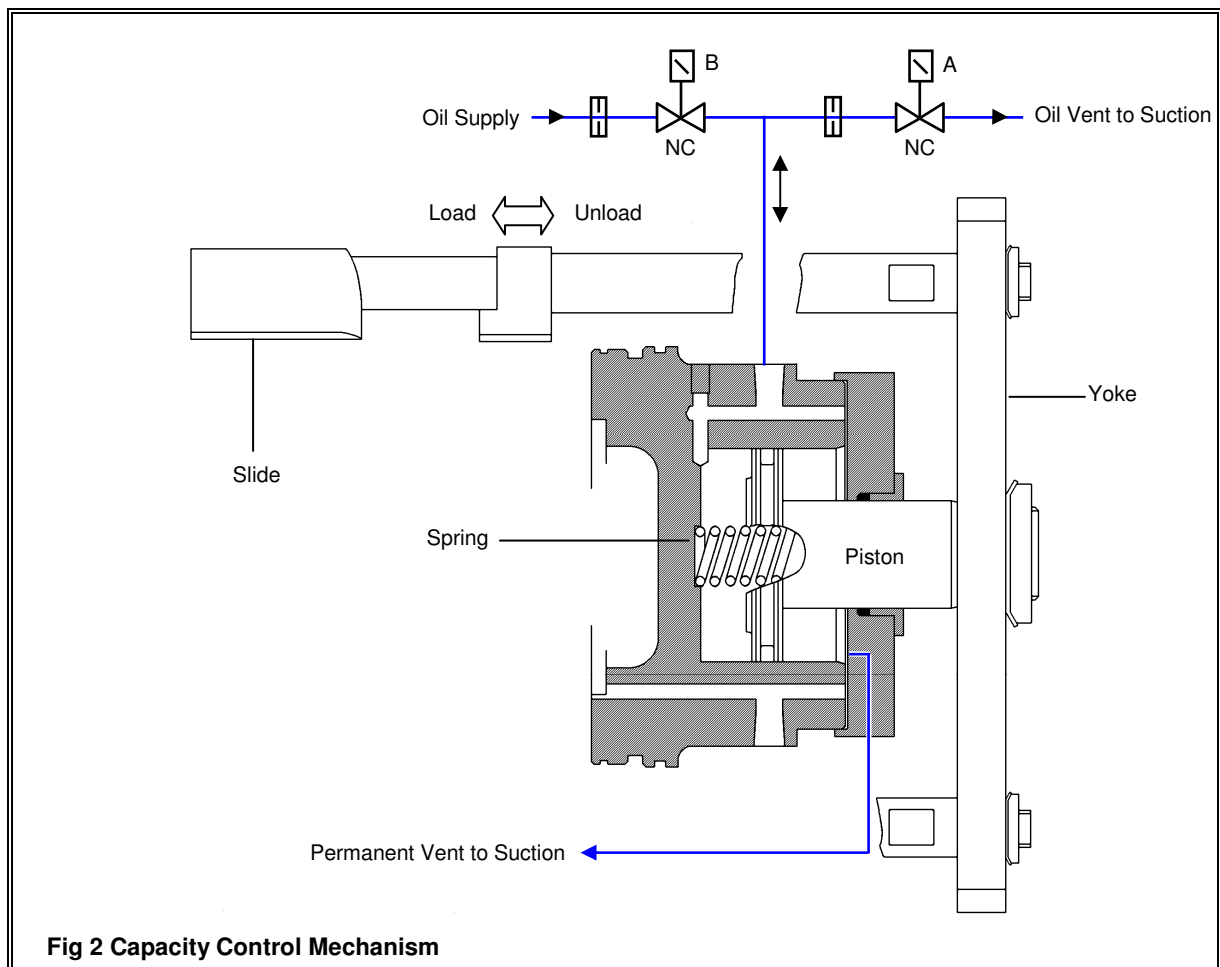 B
A
Oil Supply
Oil Vent to Suction
NC
NC
Load
Unload
Yoke
Slide
Spring
Piston
Permanent Vent to Suction
Fig 2 Capacity Control Mechanism